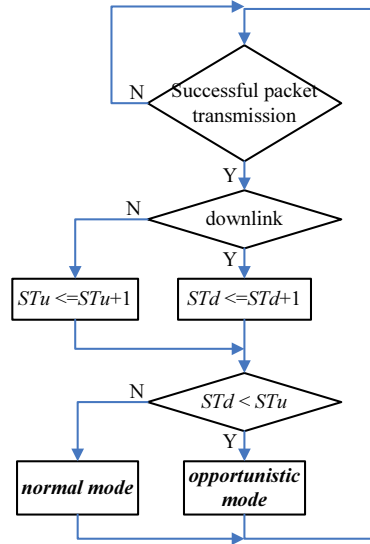 Successful packet
transmission
N
Y
downlink
N
Y
STu <=STu+1
STd <=STd+1
STd < STu
N
Y
normal mode
opportunistic
mode